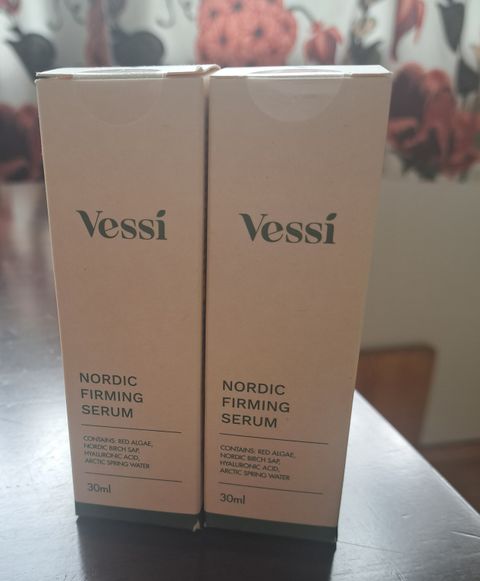 Vessí
NORDIC
FIRMING
SERUM
CONTAINS: RED ALGAE,
NORDIC BIRCH SAP,
HYALURONIC ACID,
ARCTIC SPRING WATER
30ml
Vessí
NORDIC
FIRMING
SERUM
CONTAINS: RED ALGAE,
NORDIC BIRCH SAP,
HYALURONIC ACID,
ARCTIC SPRING WATER
30ml